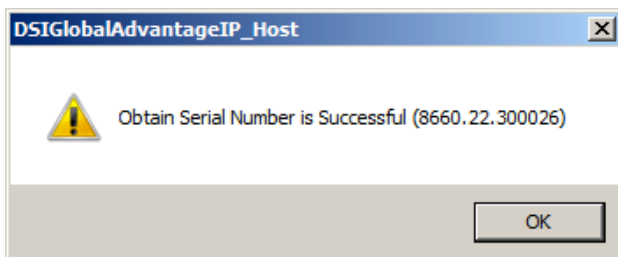 DSIGlobalAdvantageIP_Host
Obtain Serial Number is Successful (8660.22.300026)
OK